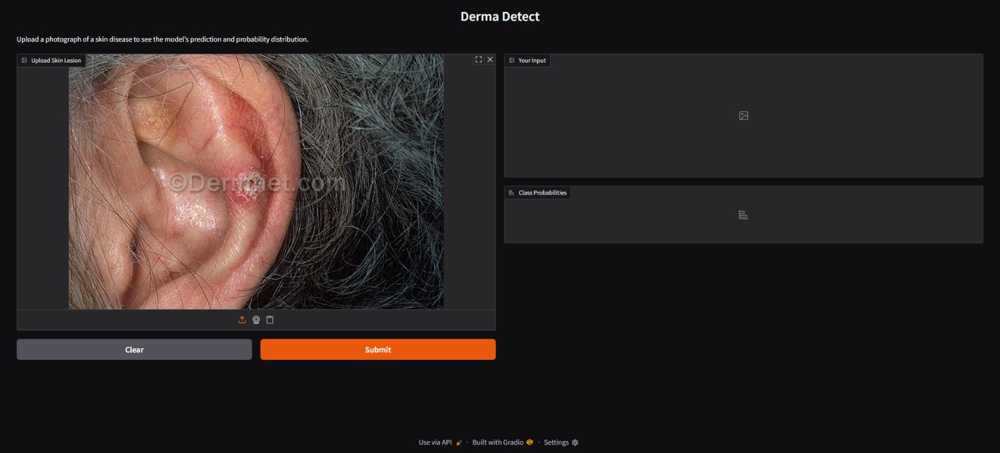 Derma Detect
Upload a photograph of a skin disease to see the model's prediction and probability distribution.
Upload Skin Lesion
©Dermnet.com
Clear
Submit
Your Input
Class Probabilities
Use via API · Built with Gradio · Settings